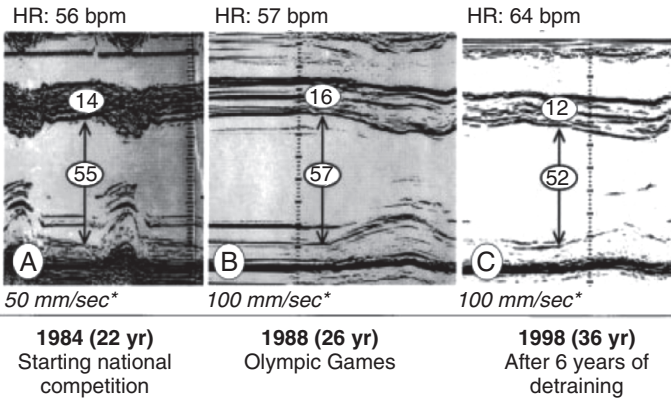 HR: 56 bpm
HR: 57 bpm
HR: 64 bpm
14
16
12
55
57
52
A
B
C
50 mm/sec*
100 mm/sec*
100 mm/sec*
1984 (22 yr)
Starting national
competition
1988 (26 yr)
Olympic Games
1998 (36 yr)
After 6 years of
detraining